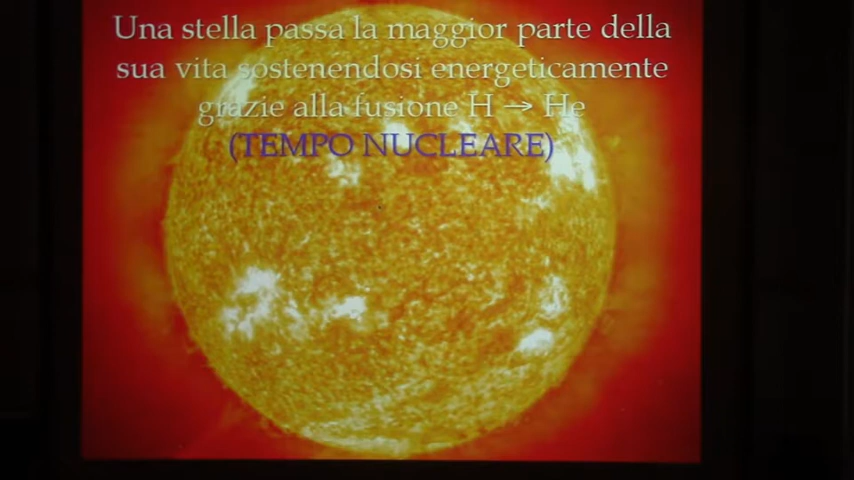 Una stella passa la maggior parte della
sua vita sostenendosi energeticamente
grazie alla fusione H → He
(TEMPO NUCLEARE)